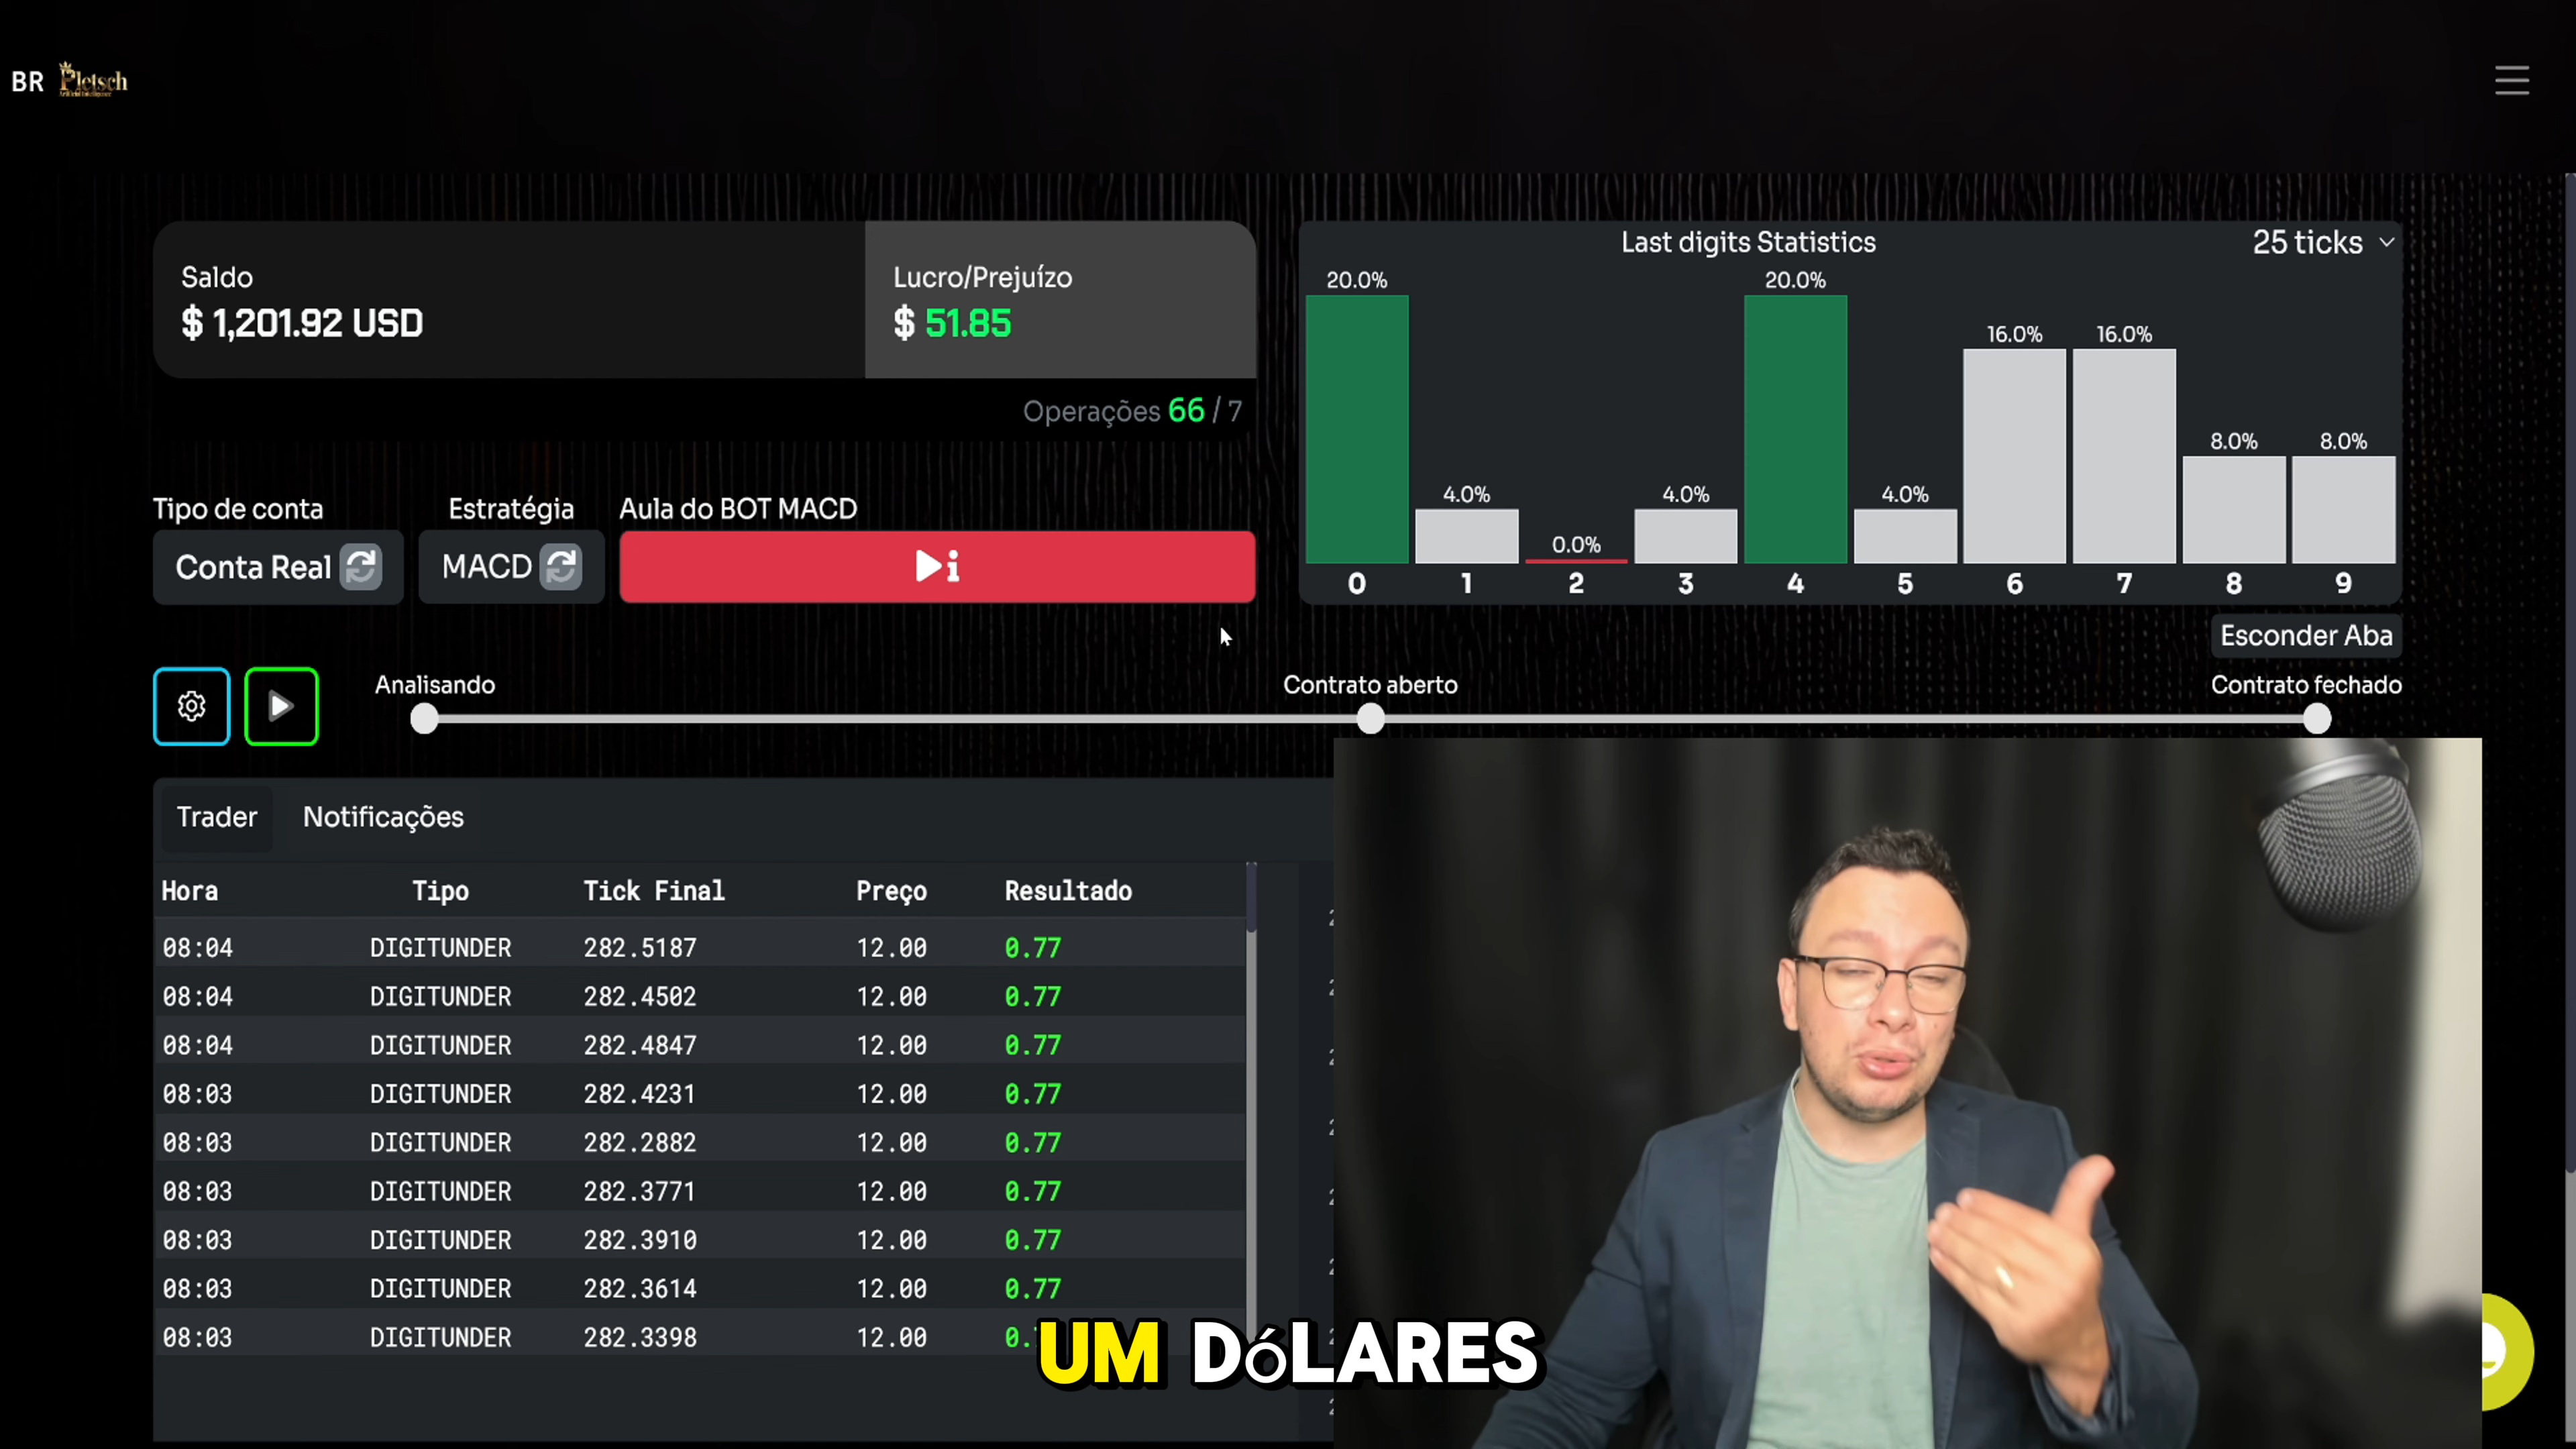 BR Pletsch
Saldo
$ 1,201.92 USD
Lucro/Prejuízo
$ 51.85
Operações 66 / 7
Last digits Statistics
25 ticks
20.0% 4.0% 0.0% 4.0% 20.0% 4.0% 16.0% 16.0% 8.0% 8.0%
0 1 2 3 4 5 6 7 8 9
Esconder Aba
Tipo de conta
Conta Real
Estratégia
MACD
Aula do BOT MACD
Analisando
Contrato aberto
Contrato fechado
Trader Notificações
Hora Tipo Tick Final Preço Resultado
08:04 DIGITUNDER 282.5187 12.00 0.77
08:04 DIGITUNDER 282.4502 12.00 0.77
08:04 DIGITUNDER 282.4847 12.00 0.77
08:03 DIGITUNDER 282.4231 12.00 0.77
08:03 DIGITUNDER 282.2882 12.00 0.77
08:03 DIGITUNDER 282.3771 12.00 0.77
08:03 DIGITUNDER 282.3910 12.00 0.77
08:03 DIGITUNDER 282.3614 12.00 0.77
08:03 DIGITUNDER 282.3398 12.00 0.
UM DÓLARES